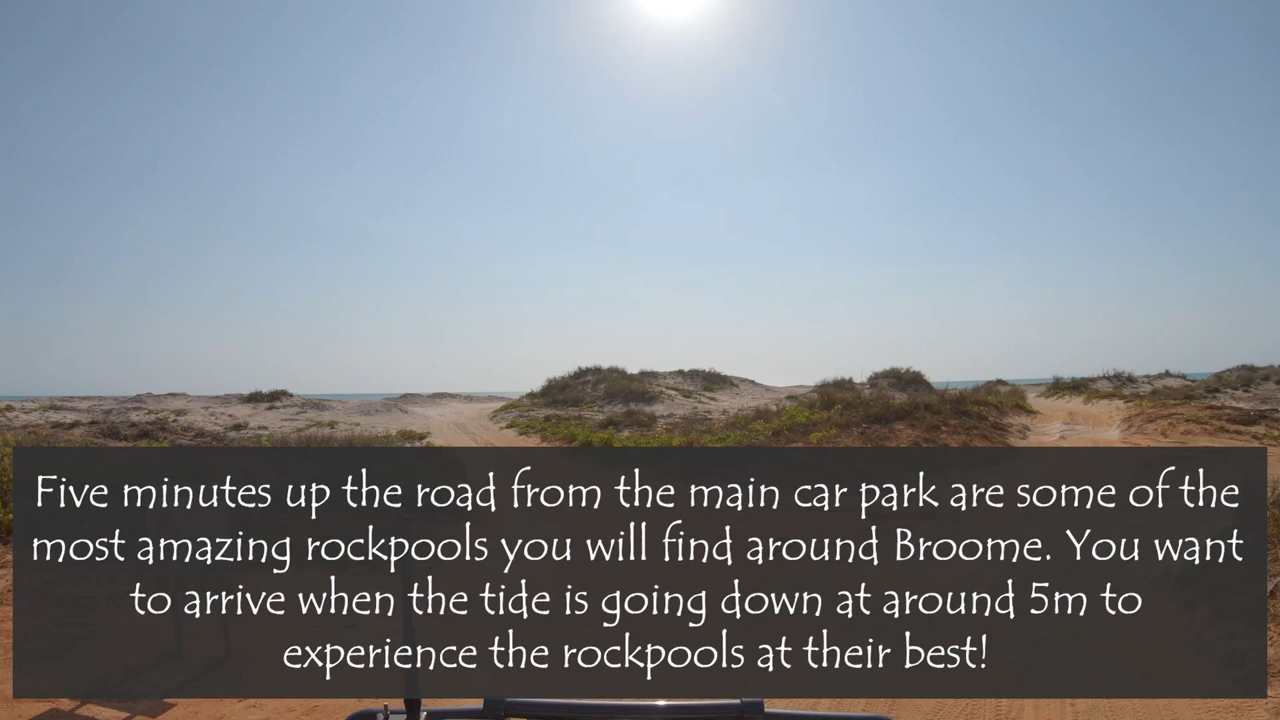 Five minutes up the road from the main car park are some of the
most amazing rockpools you will find around Broome. You want
to arrive when the tide is going down at around 5m to
experience the rockpools at their best!